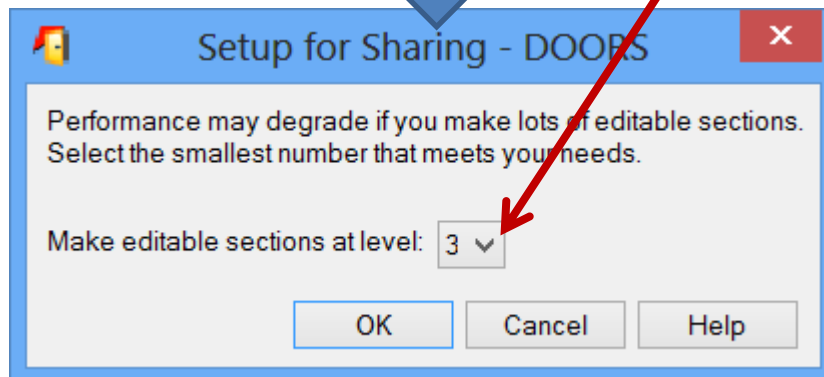 Setup for Sharing - DOORS
Performance may degrade if you make lots of editable sections.
Select the smallest number that meets your needs.
Make editable sections at level: 3
OK Cancel Help